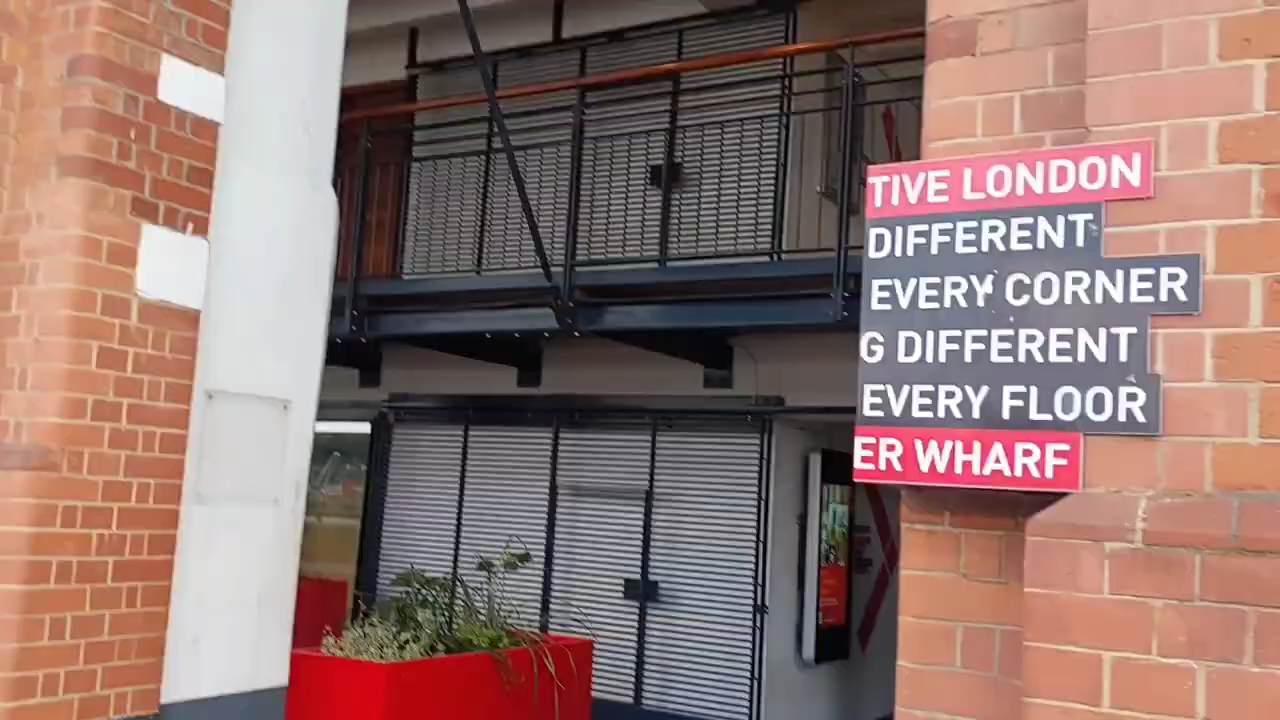 TIVE LONDON
DIFFERENT
EVERY CORNER
G DIFFERENT
EVERY FLOOR
ER WHARF